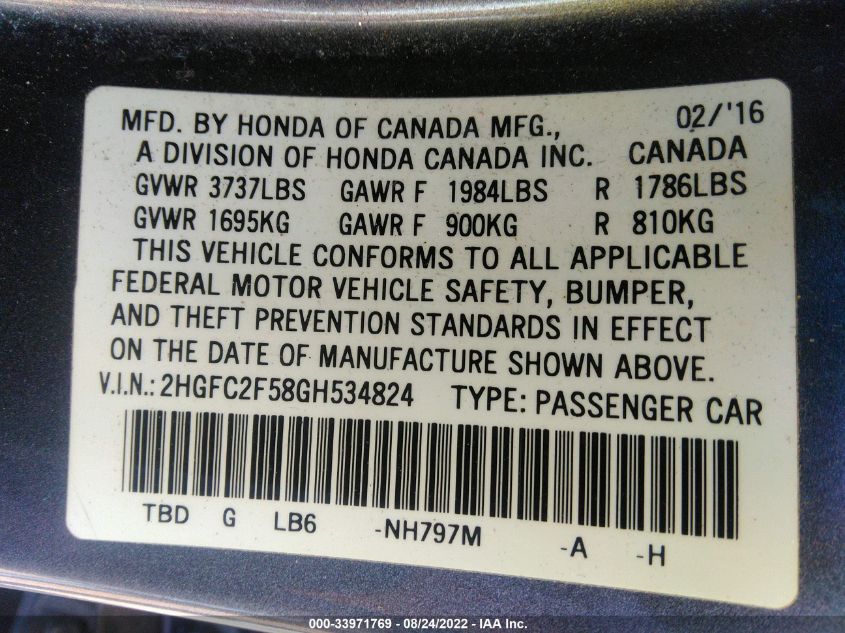 MFD. BY HONDA OF CANADA MFG., 02/'16
A DIVISION OF HONDA CANADA INC. CANADA
GVWR 3737LBS GAWR F 1984LBS R 1786LBS
GVWR 1695KG GAWR F 900KG R 810KG
THIS VEHICLE CONFORMS TO ALL APPLICABLE
FEDERAL MOTOR VEHICLE SAFETY, BUMPER,
AND THEFT PREVENTION STANDARDS IN EFFECT
ON THE DATE OF MANUFACTURE SHOWN ABOVE.
V.I.N.: 2HGFC2F58GH534824 TYPE: PASSENGER CAR
TBD G LB6 -NH797M -A -H
000-33971769 - 08/24/2022 - IAA Inc.